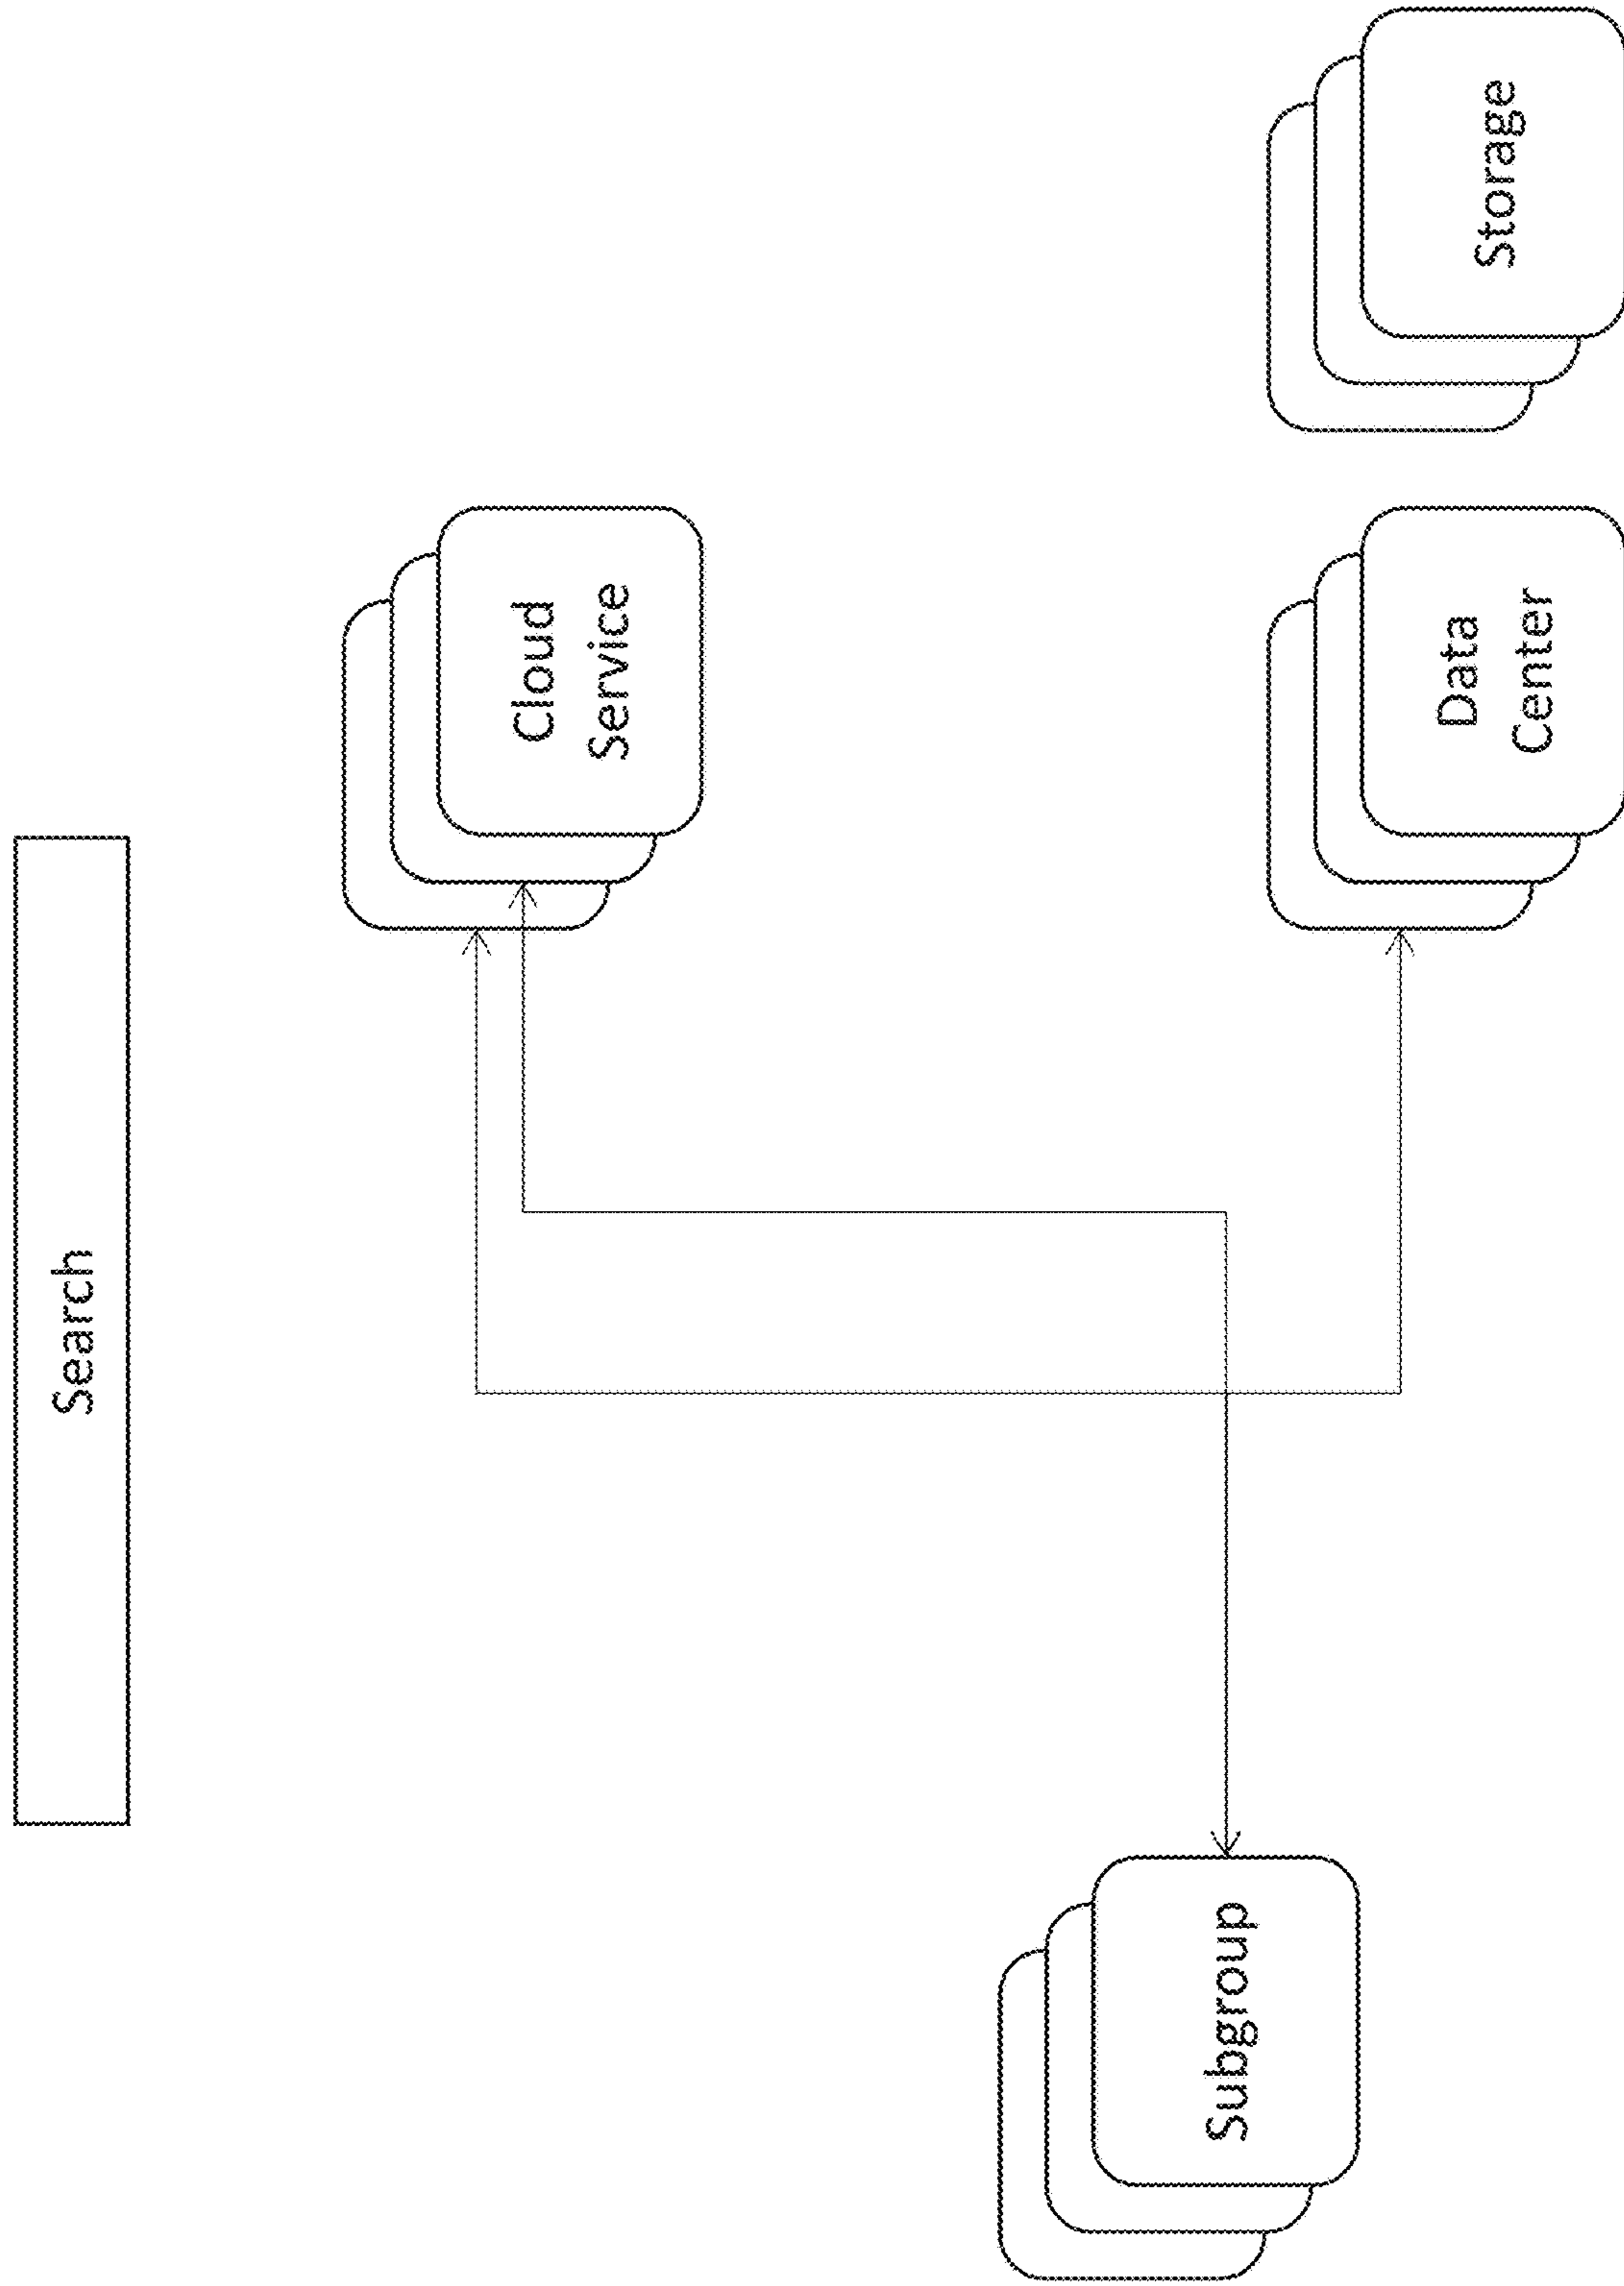 Search
Cloud
Service
Subgroup
Data
Center
Storage